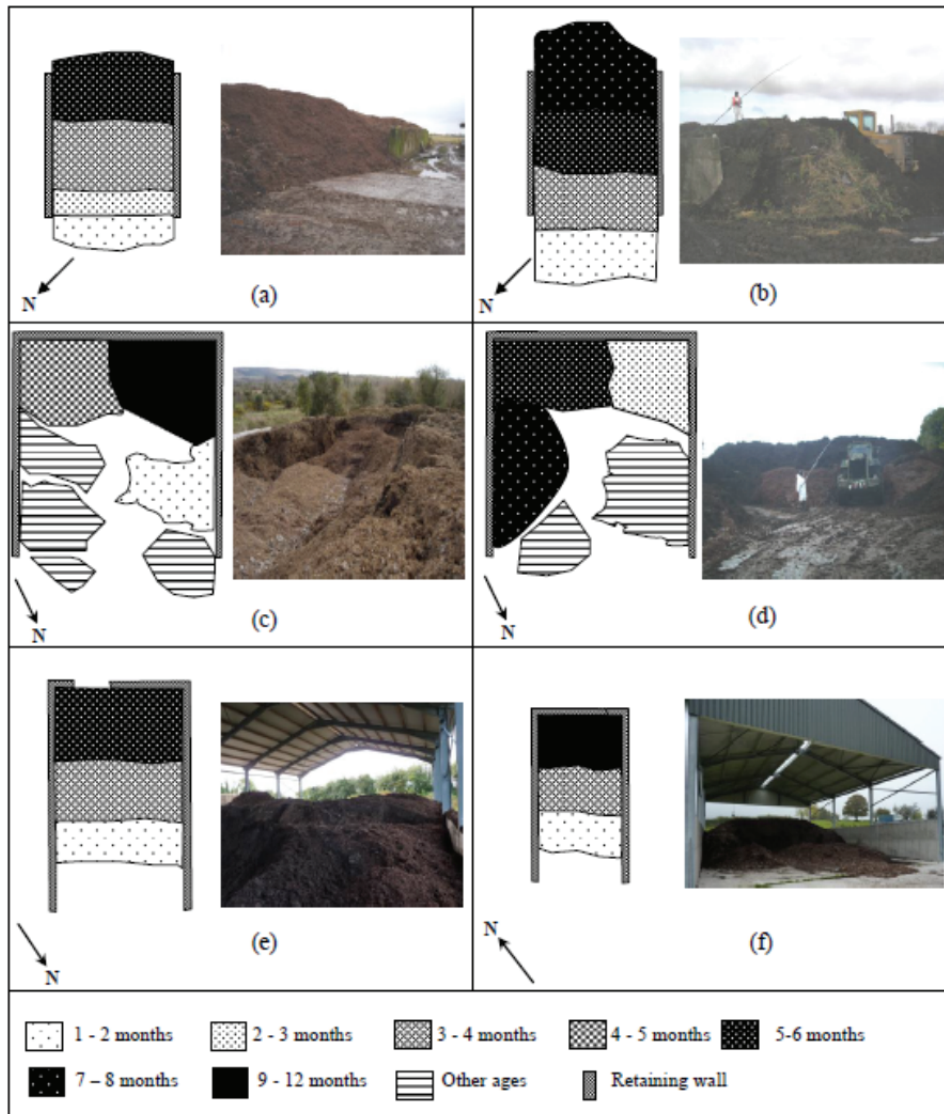 N
(a)
N
(b)
N
(c)
N
(d)
N
(e)
N
(f)
1 - 2 months
2 - 3 months
3 - 4 months
4 - 5 months
5-6 months
7 – 8 months
9 - 12 months
Other ages
Retaining wall